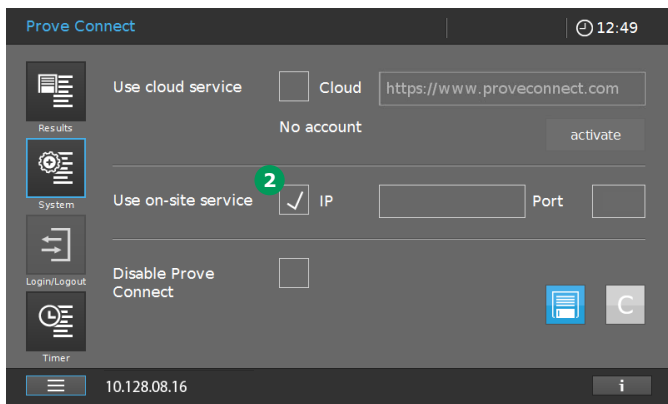 Prove Connect
12:49
Results
System
Login/Logout
Timer
Use cloud service
Cloud
https://www.proveconnect.com
No account
activate
2
Use on-site service
IP
Port
Disable Prove
Connect
C
10.128.08.16
i